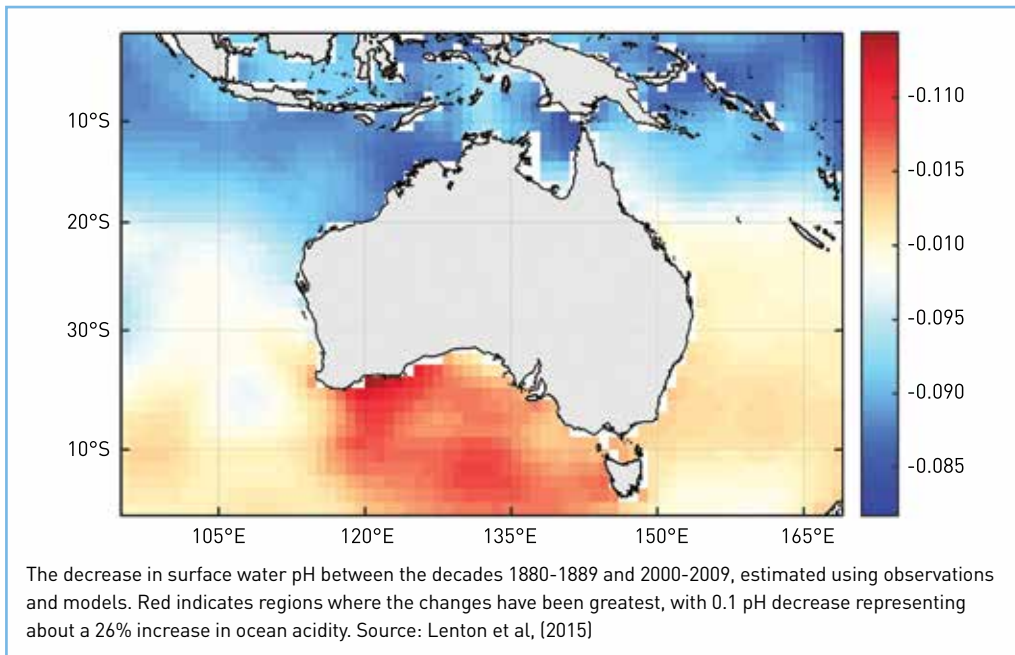 10°S
20°S
30°S
10°S
105°E 120°E 135°E 150°E 165°E
-0.110
-0.015
-0.010
-0.095
-0.090
-0.085
The decrease in surface water pH between the decades 1880-1889 and 2000-2009, estimated using observations
and models. Red indicates regions where the changes have been greatest, with 0.1 pH decrease representing
about a 26% increase in ocean acidity. Source: Lenton et al, (2015)